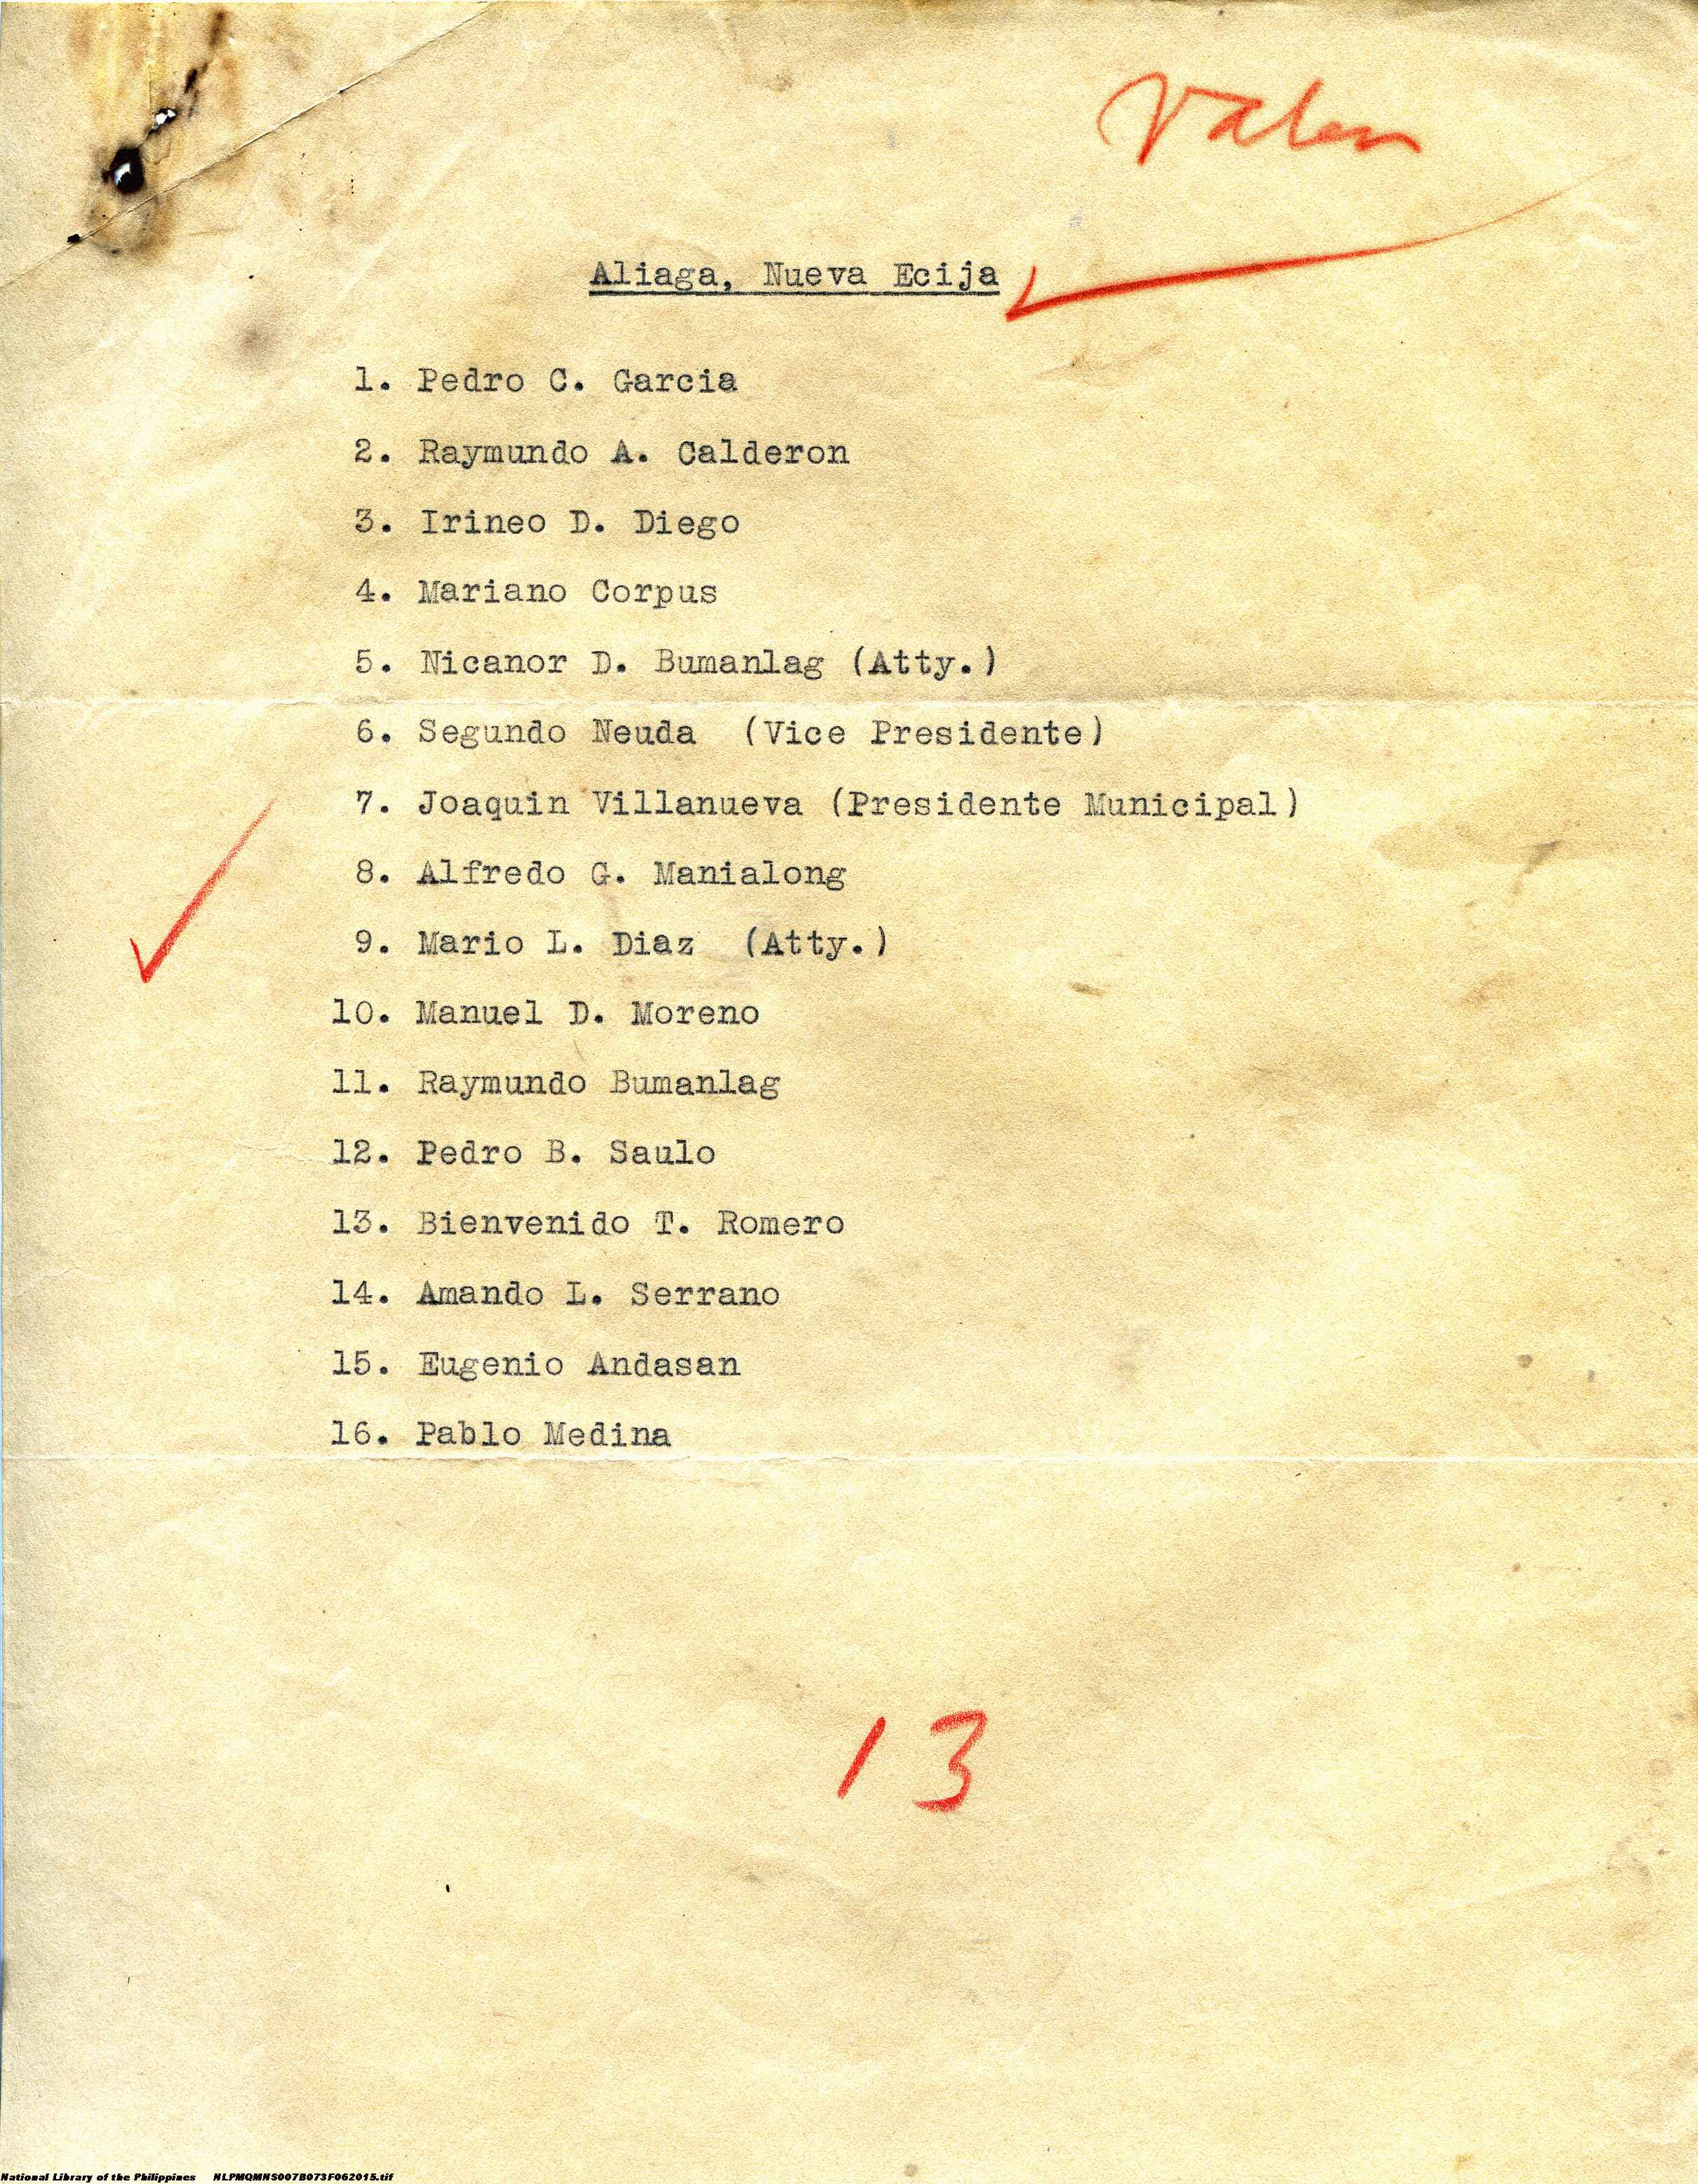 Valen
Aliaga, Nueva Ecija
1. Pedro C. Garcia
2. Raymundo A. Calderon
3. Irineo D. Diego
4. Mariano Corpus
5. Nicanor D. Bumanlag (Atty.)
6. Segundo Neuda (Vice Presidente)
7. Joaquin Villanueva (Presidente Municipal)
8. Alfredo G. Manialong
9. Mario L. Diaz (Atty.)
10. Manuel D. Moreno
11. Raymundo Bumanlag
12. Pedro B. Saulo
13. Bienvenido T. Romero
14. Amando L. Serrano
15. Eugenio Andasan
16. Pablo Medina
13
National Library of the Philippines NLPMQMNS007B073F062015.tif